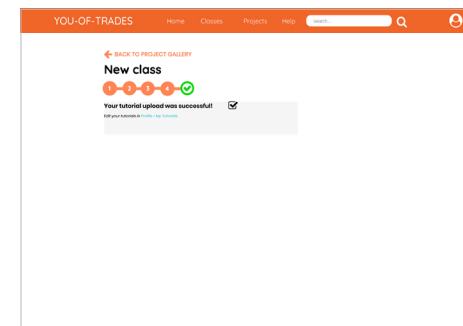 YOU-OF-TRADES Home Classes Projects Help search...
BACK TO PROJECT GALLERY
New class
1 2 3 4
Your tutorial upload was successful!
Edit your tutorials in Profile > My tutorials